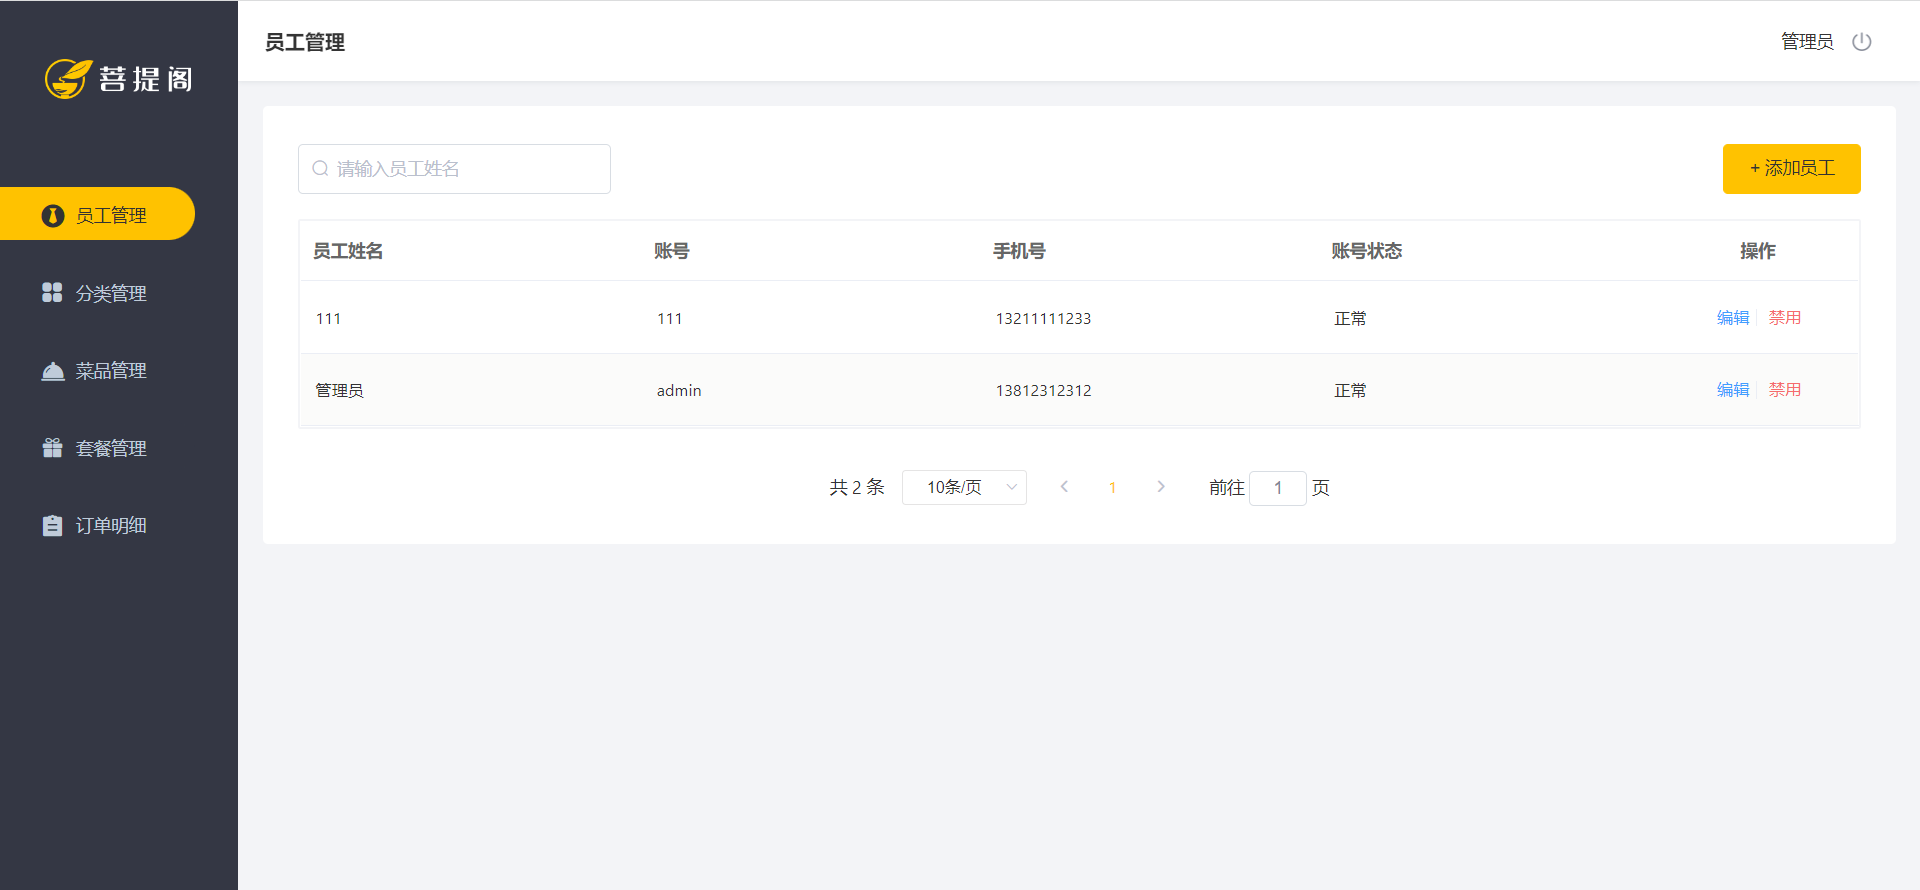 菩提阁
员工管理
分类管理
菜品管理
套餐管理
订单明细
员工管理
管理员
请输入员工姓名
+ 添加员工
员工姓名 账号 手机号 账号状态 操作
111 111 13211111233 正常 编辑 禁用
管理员 admin 13812312312 正常 编辑 禁用
共 2 条 10条/页 1 前往 1 页